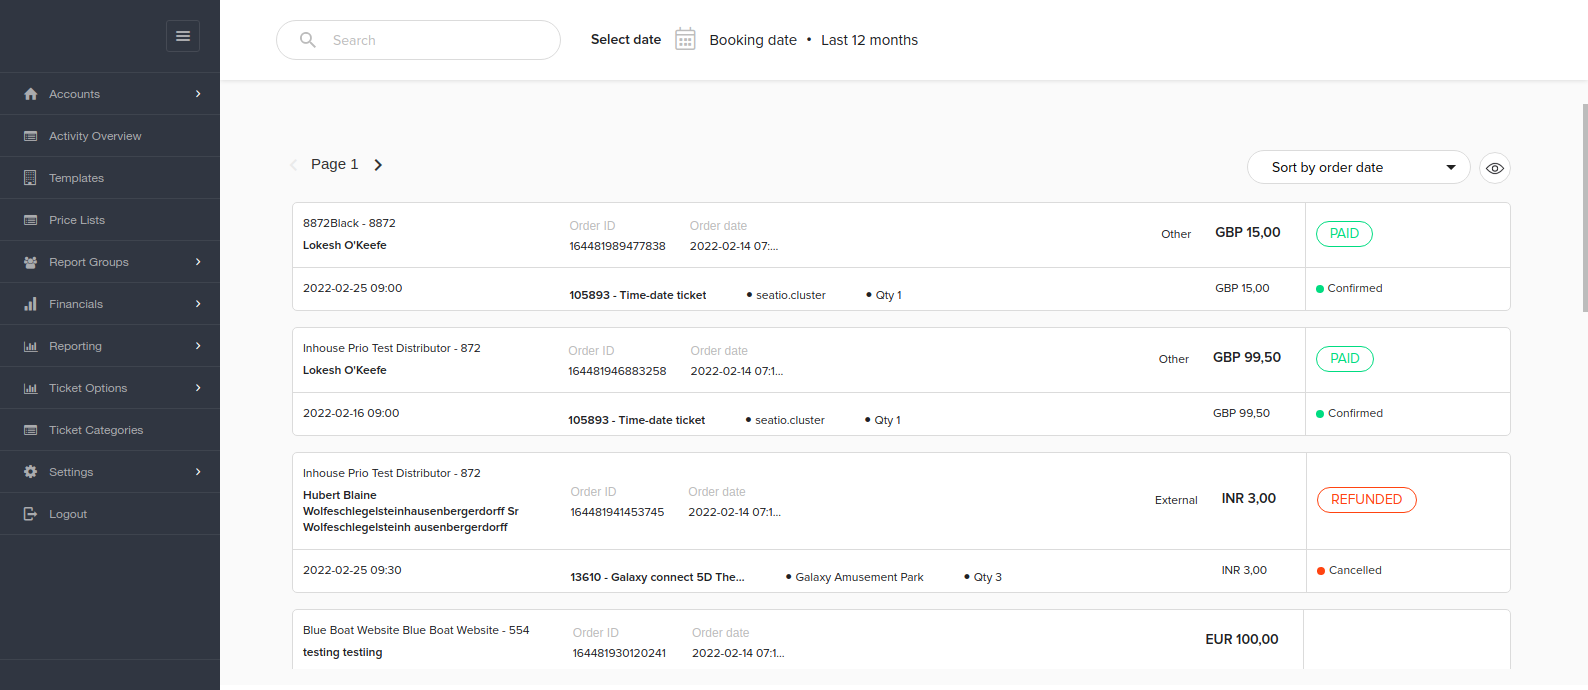 Search
Select date
Booking date • Last 12 months
Accounts
Activity Overview
Templates
Price Lists
Report Groups
Financials
Reporting
Ticket Options
Ticket Categories
Settings
Logout
Page 1
Sort by order date
8872Black - 8872
Lokesh O'Keefe
Order ID
164481989477838
Order date
2022-02-14 07:...
Other
GBP 15,00
PAID
2022-02-25 09:00
105893 - Time-date ticket
• seatio.cluster
• Qty 1
GBP 15,00
Confirmed
Inhouse Prio Test Distributor - 872
Lokesh O'Keefe
Order ID
164481946883258
Order date
2022-02-14 07:1...
Other
GBP 99,50
PAID
2022-02-16 09:00
105893 - Time-date ticket
• seatio.cluster
• Qty 1
GBP 99,50
Confirmed
Inhouse Prio Test Distributor - 872
Hubert Blaine
Wolfeschlegelsteinhausenbergerdorff Sr
Wolfeschlegelsteinh ausenbergerdorff
Order ID
164481941453745
Order date
2022-02-14 07:1...
External
INR 3,00
REFUNDED
2022-02-25 09:30
13610 - Galaxy connect 5D The...
• Galaxy Amusement Park
• Qty 3
INR 3,00
Cancelled
Blue Boat Website Blue Boat Website - 554
testing testiing
Order ID
164481930120241
Order date
2022-02-14 07:1...
EUR 100,00